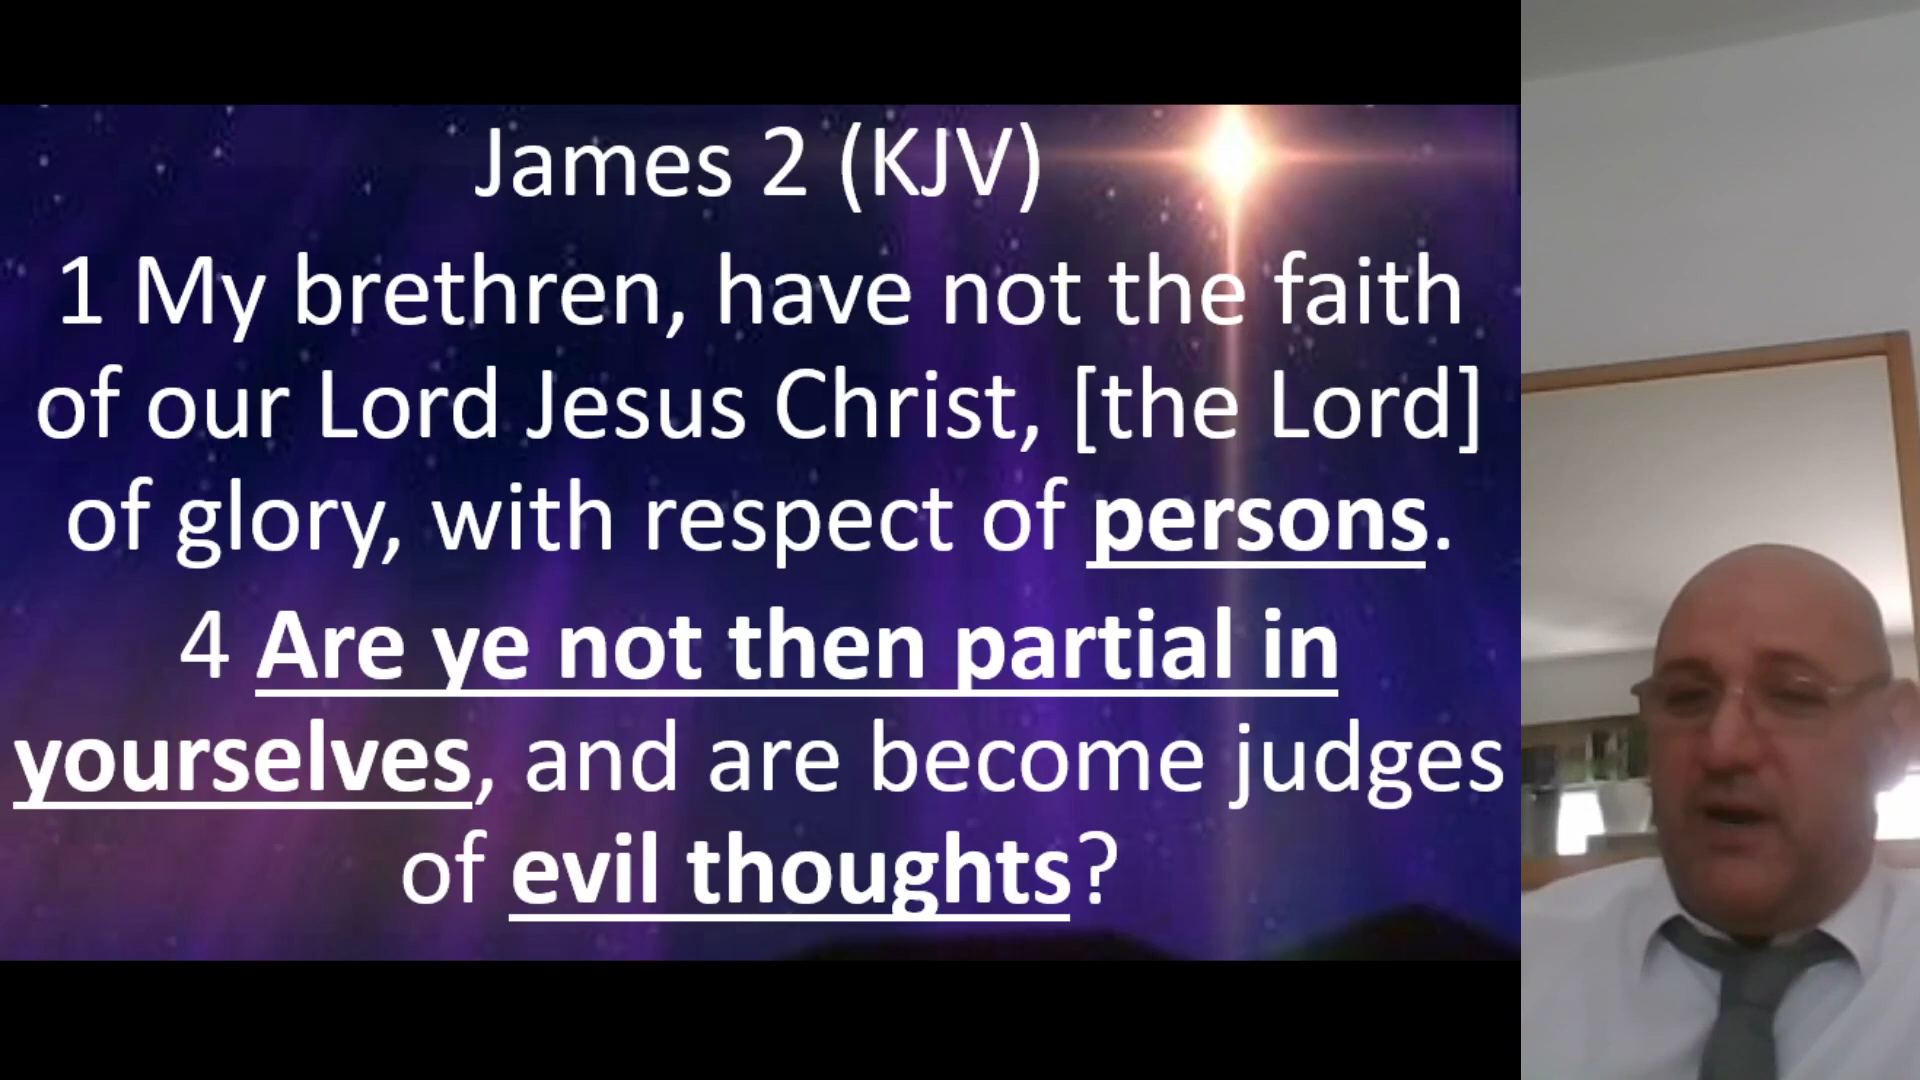 James 2 (KJV)
1 My brethren, have not the faith
of our Lord Jesus Christ, [the Lord]
of glory, with respect of persons.
4 Are ye not then partial in
yourselves, and are become judges
of evil thoughts?